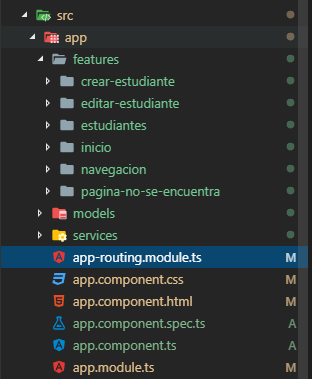 src
app
features
crear-estudiante
editar-estudiante
estudiantes
inicio
navegacion
pagina-no-se-encuentra
models
services
app-routing.module.ts M
app.component.css M
app.component.html M
app.component.spec.ts A
app.component.ts A
app.module.ts M